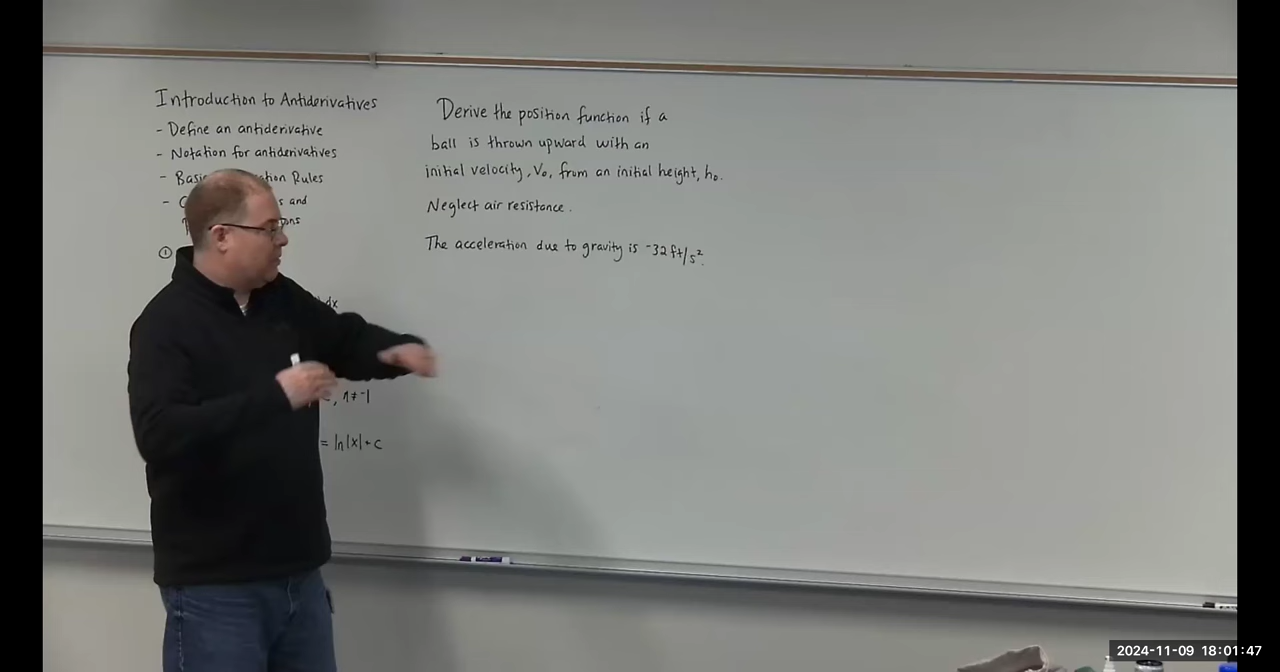 Introduction to Antiderivatives
- Define an antiderivative
- Notation for antiderivatives
- Rules
- and
①
dx
, n≠-1
= ln|x|+c
Derive the position function if a
ball is thrown upward with an
initial velocity, V₀, from an initial height, h₀.
Neglect air resistance.
The acceleration due to gravity is -32 ft/s².
2024-11-09 18:01:47